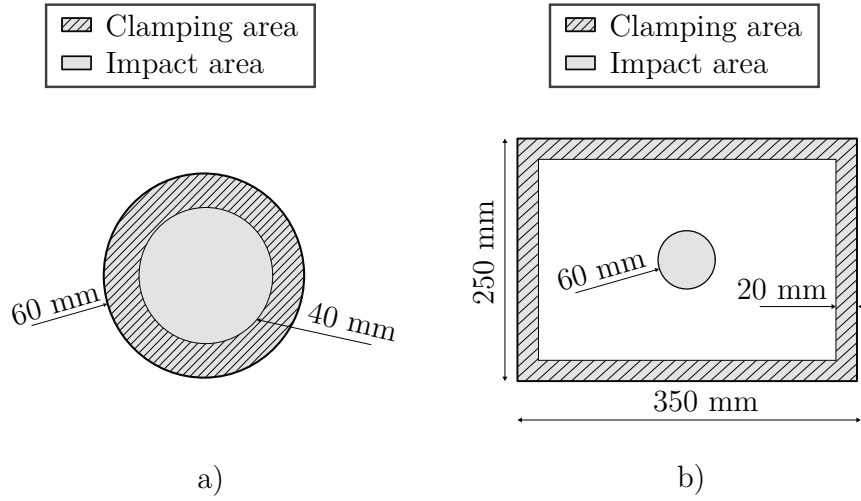 Clamping area
Impact area
60 mm
40 mm
a)
Clamping area
Impact area
250 mm
60 mm
20 mm
350 mm
b)